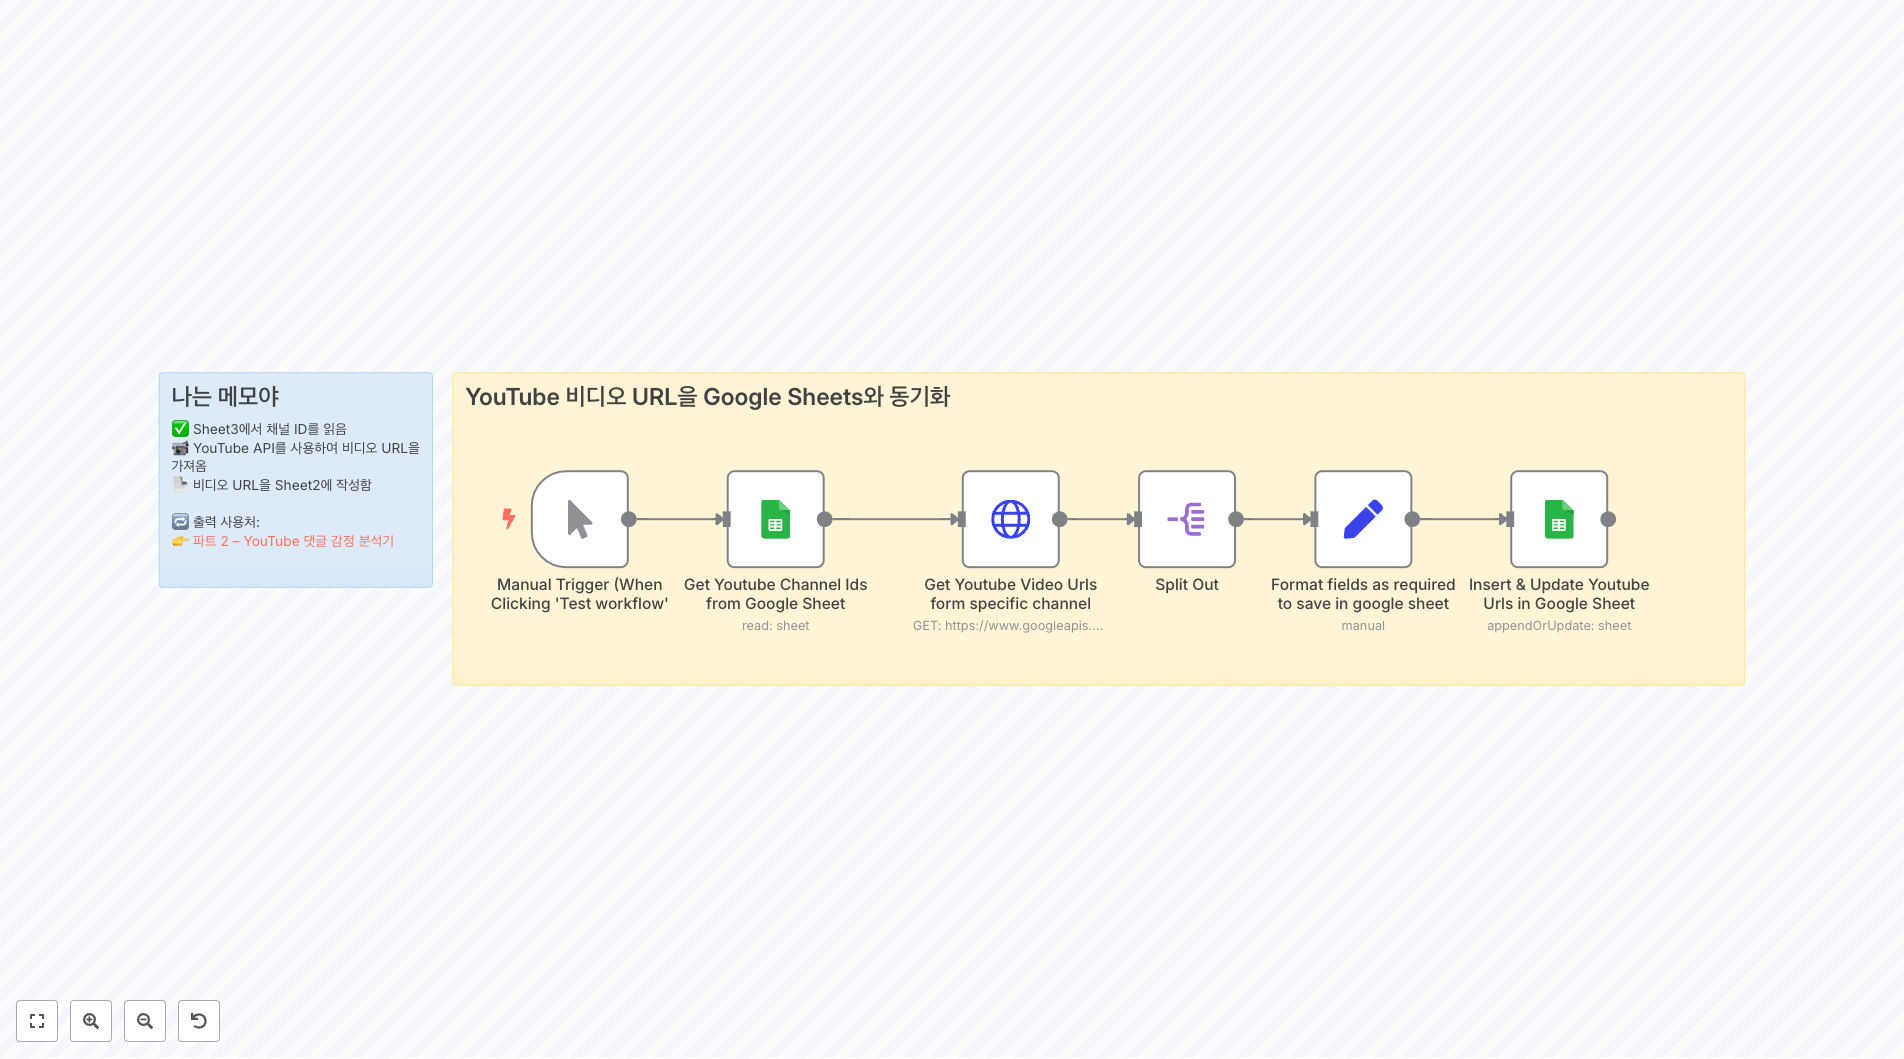 나는 메모야
✅ Sheet3에서 채널 ID를 읽음
📹 YouTube API를 사용하여 비디오 URL을
가져옴
📄 비디오 URL을 Sheet2에 작성함
🔁 출력 사용처:
👉 파트 2 – YouTube 댓글 감정 분석기
YouTube 비디오 URL을 Google Sheets와 동기화
Manual Trigger (When
Clicking 'Test workflow'
Get Youtube Channel Ids
from Google Sheet
read: sheet
Get Youtube Video Urls
form specific channel
GET: https://www.googleapis....
Split Out
Format fields as required
to save in google sheet
manual
Insert & Update Youtube
Urls in Google Sheet
appendOrUpdate: sheet